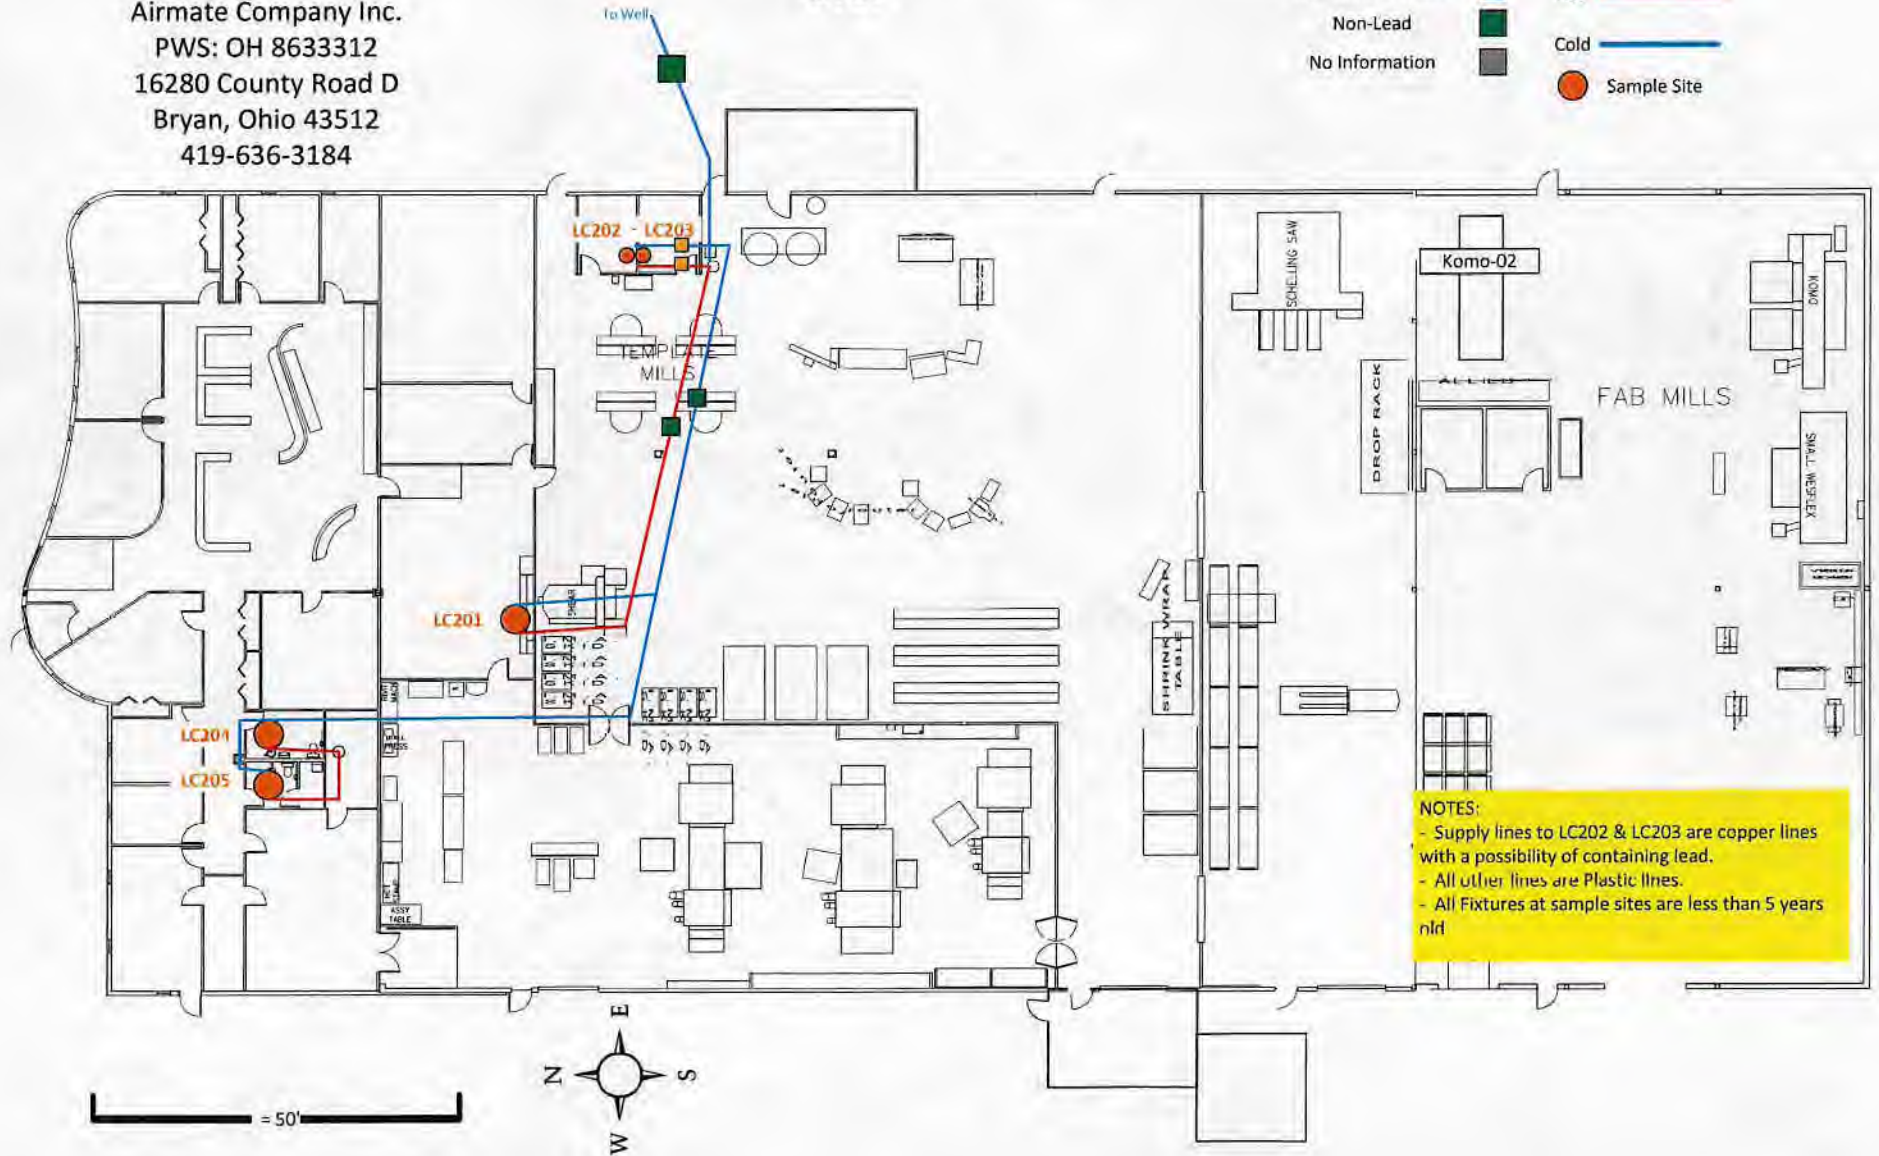 Airmate Company Inc.
PWS: OH 8633312
16280 County Road D
Bryan, Ohio 43512
419-636-3184
To Well
Non-Lead
No Information
Cold
Sample Site
LC202 - LC203
TEMPLATE
MILLS
SCHELLING SAW
Komo-02
KOMO
DROP RACK
FAB MILLS
SMALL WESFLEX
LC201
SHEAR
SHRINK WRAP
TABLE
LC204
LC205
ASSY
TABLE
NOTES:
- Supply lines to LC202 & LC203 are copper lines
with a possibility of containing lead.
- All other lines are Plastic lines.
- All Fixtures at sample sites are less than 5 years
old
E
N
S
W
= 50'